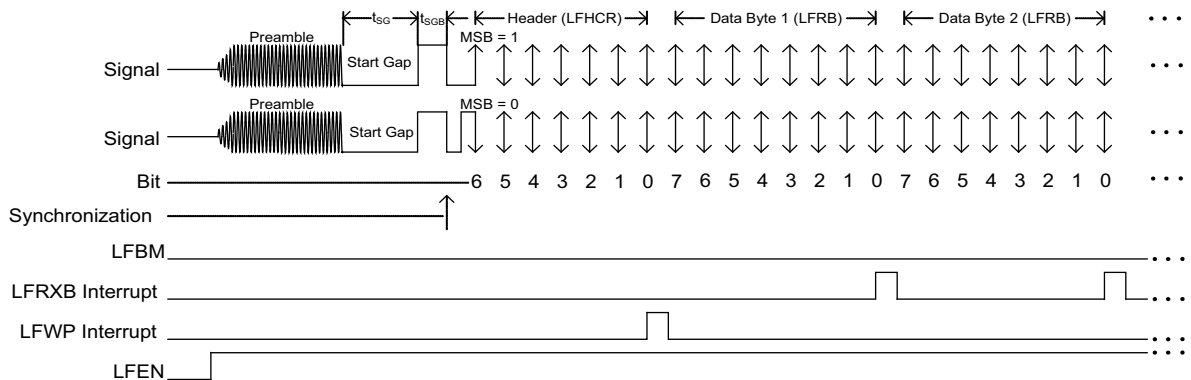 tSG tSGB Header (LFHCR) Data Byte 1 (LFRB) Data Byte 2 (LFRB) • • •
Preamble MSB = 1
Signal Start Gap • • •
Preamble MSB = 0
Signal Start Gap • • •
Bit 6 5 4 3 2 1 0 7 6 5 4 3 2 1 0 7 6 5 4 3 2 1 0 • • •
Synchronization
LFBM • • •
LFRXB Interrupt • • •
LFWP Interrupt • • •
LFEN • • •